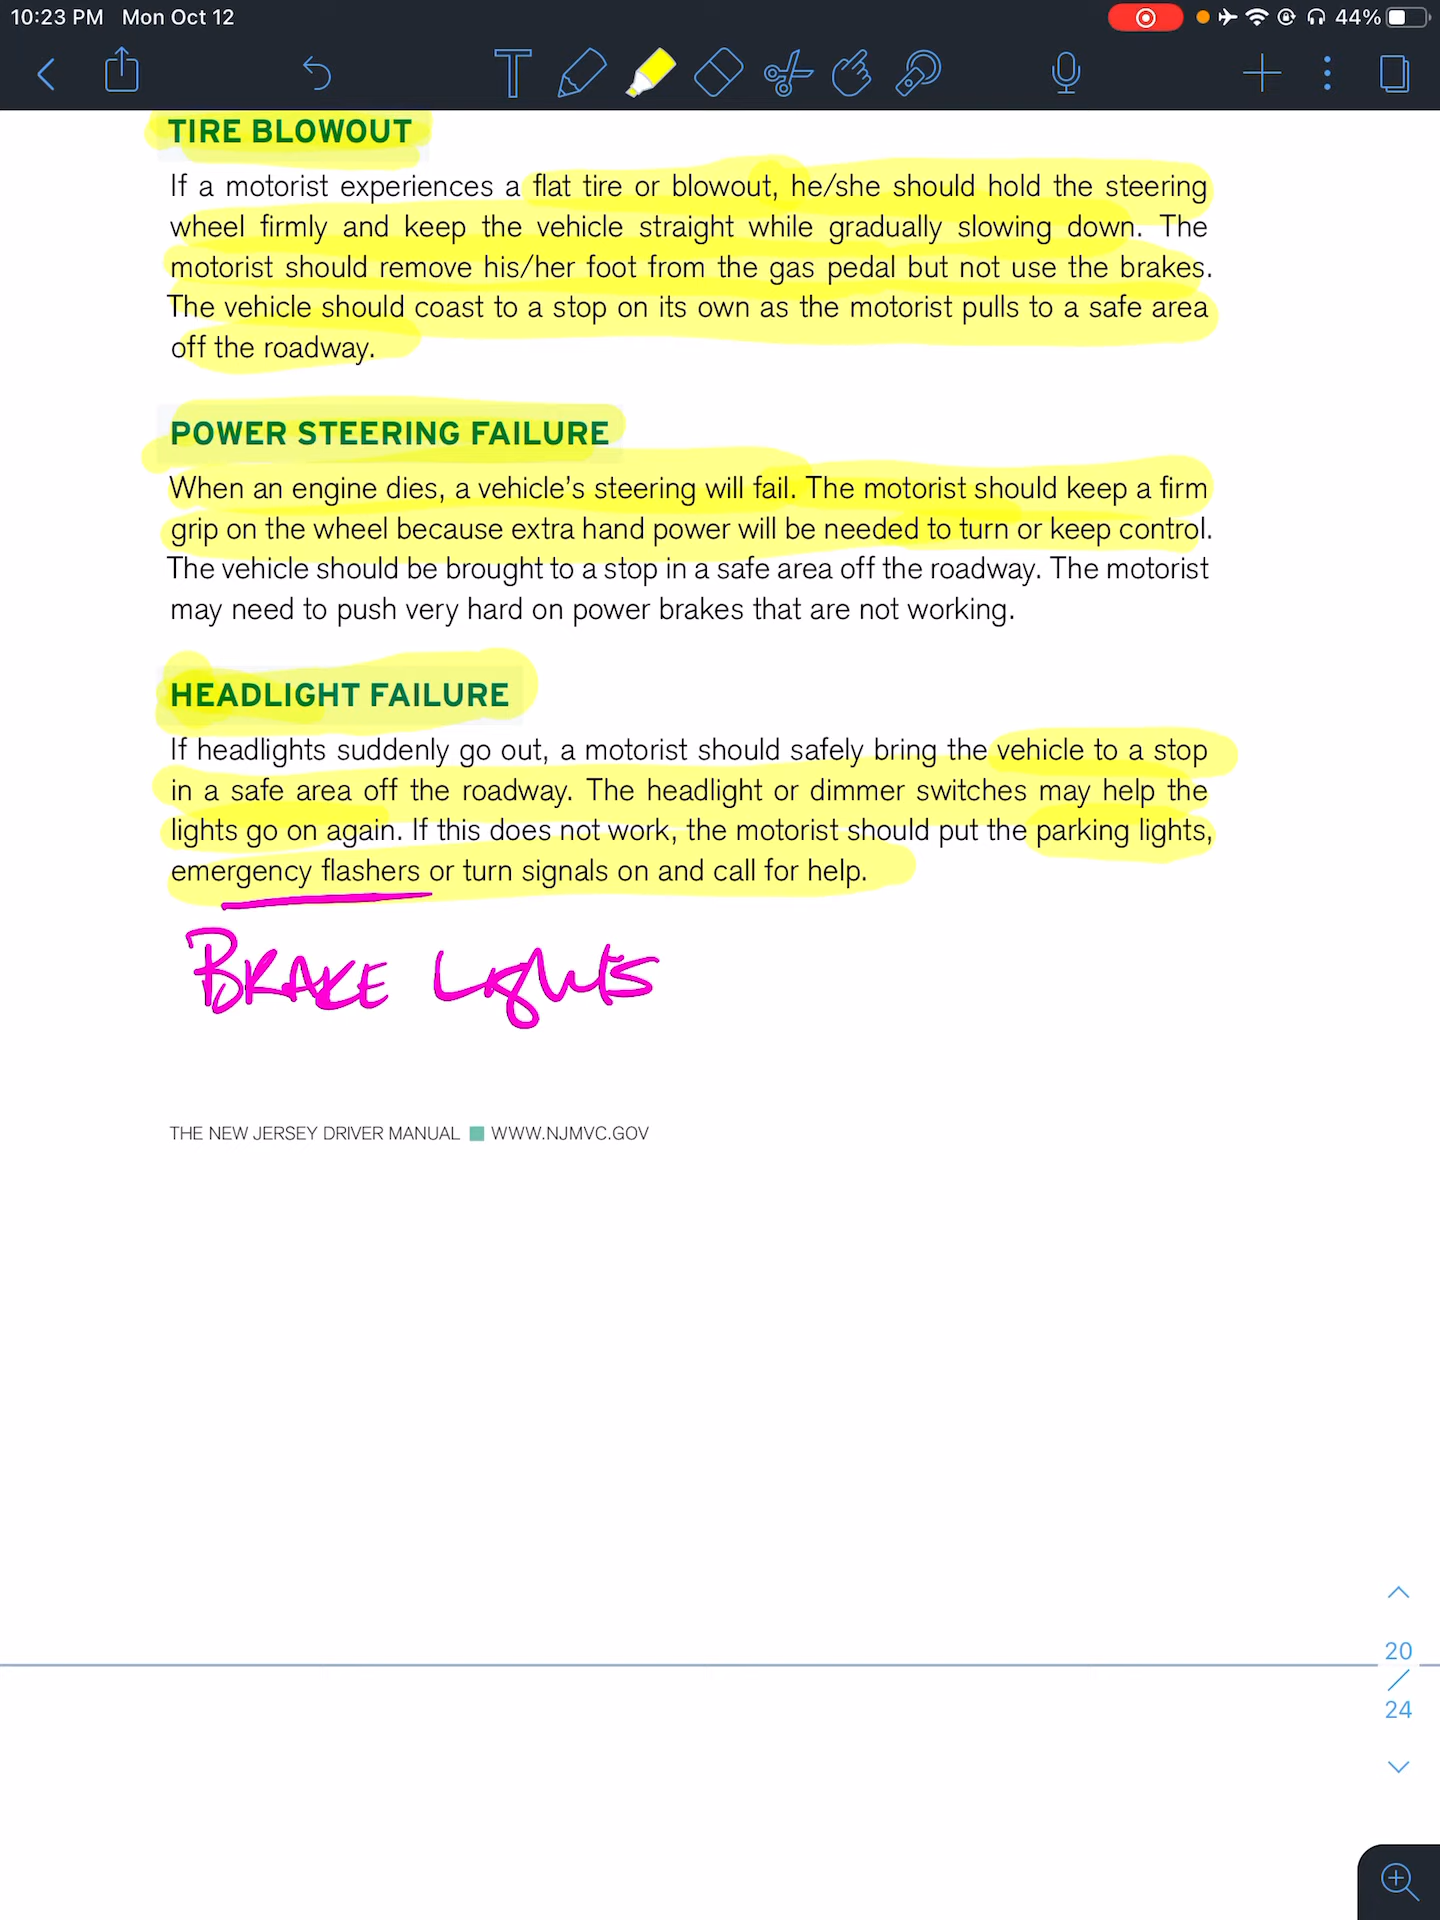 10:23 PM Mon Oct 12 44%
TIRE BLOWOUT
If a motorist experiences a flat tire or blowout, he/she should hold the steering
wheel firmly and keep the vehicle straight while gradually slowing down. The
motorist should remove his/her foot from the gas pedal but not use the brakes.
The vehicle should coast to a stop on its own as the motorist pulls to a safe area
off the roadway.
POWER STEERING FAILURE
When an engine dies, a vehicle's steering will fail. The motorist should keep a firm
grip on the wheel because extra hand power will be needed to turn or keep control.
The vehicle should be brought to a stop in a safe area off the roadway. The motorist
may need to push very hard on power brakes that are not working.
HEADLIGHT FAILURE
If headlights suddenly go out, a motorist should safely bring the vehicle to a stop
in a safe area off the roadway. The headlight or dimmer switches may help the
lights go on again. If this does not work, the motorist should put the parking lights,
emergency flashers or turn signals on and call for help.
BRAKE LIGHTS
THE NEW JERSEY DRIVER MANUAL WWW.NJMVC.GOV
20
/
24